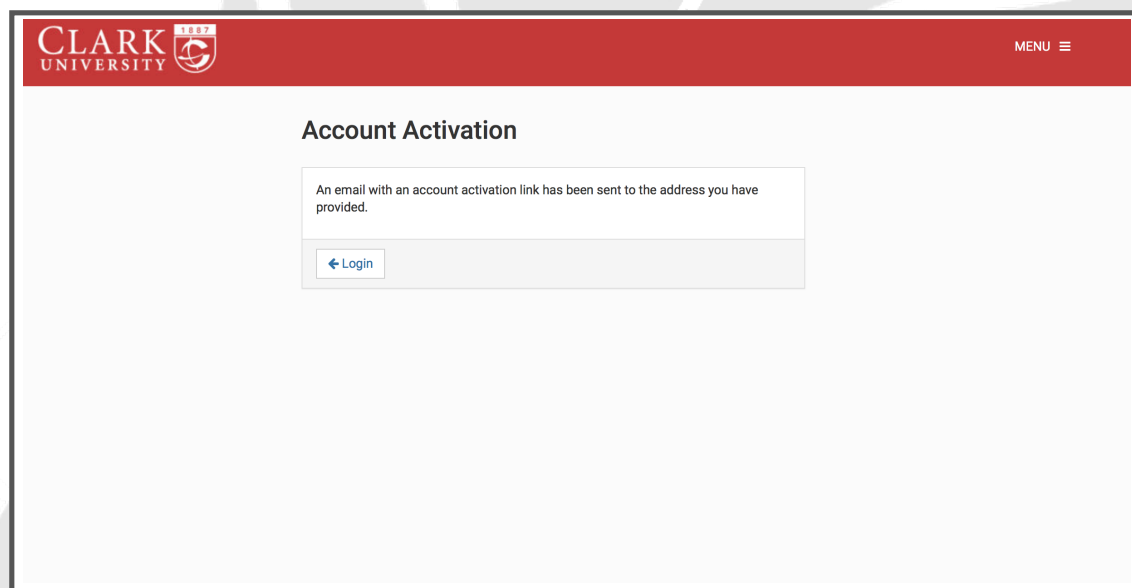 CLARK
UNIVERSITY
1887
MENU
Account Activation
An email with an account activation link has been sent to the address you have
provided.
Login